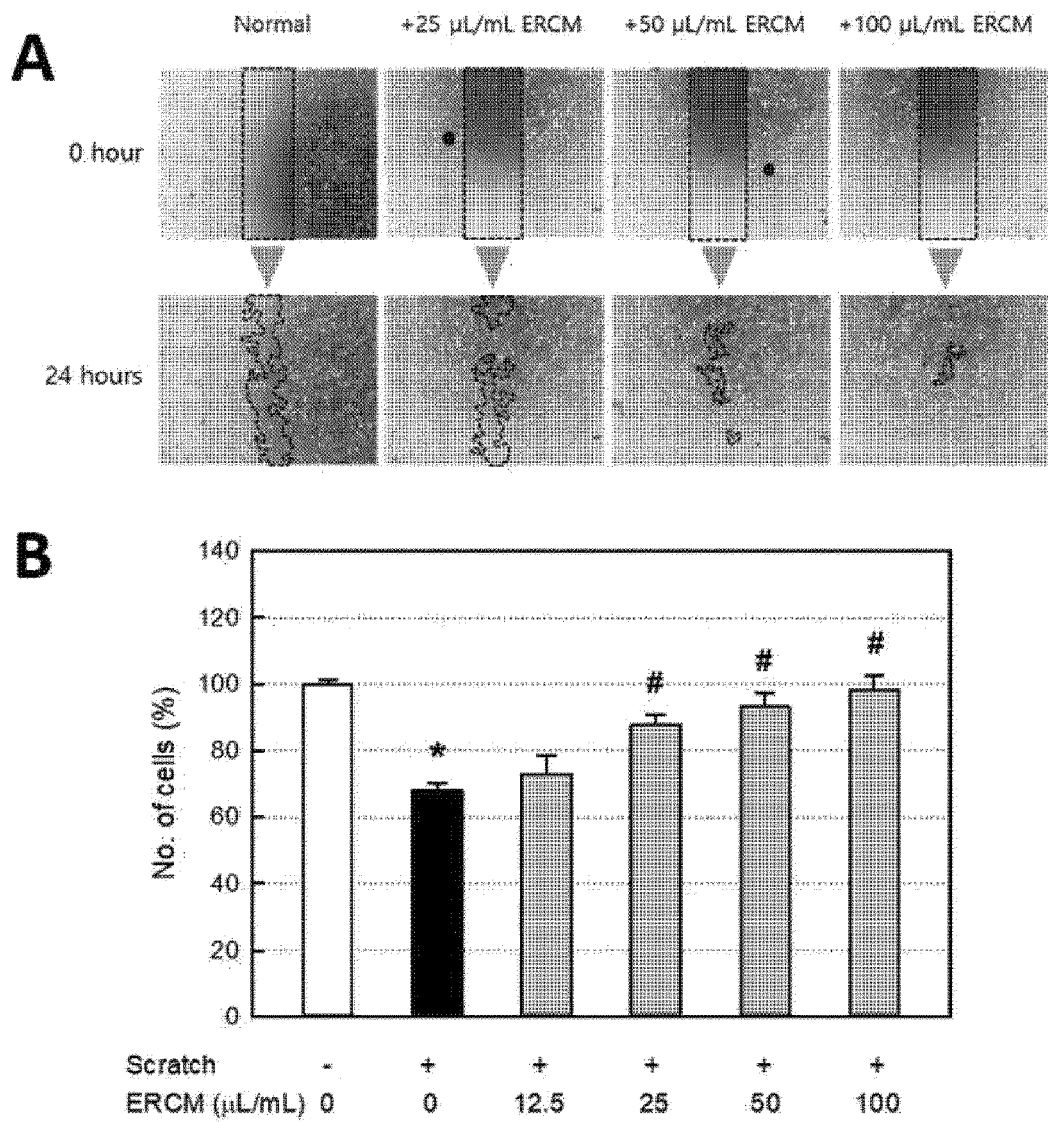 A
Normal +25 µL/mL ERCM +50 µL/mL ERCM +100 µL/mL ERCM
0 hour
24 hours
B
No. of cells (%)
140
120
100
80
60
40
20
0
* # # #
Scratch - + + + + +
ERCM (µL/mL) 0 0 12.5 25 50 100